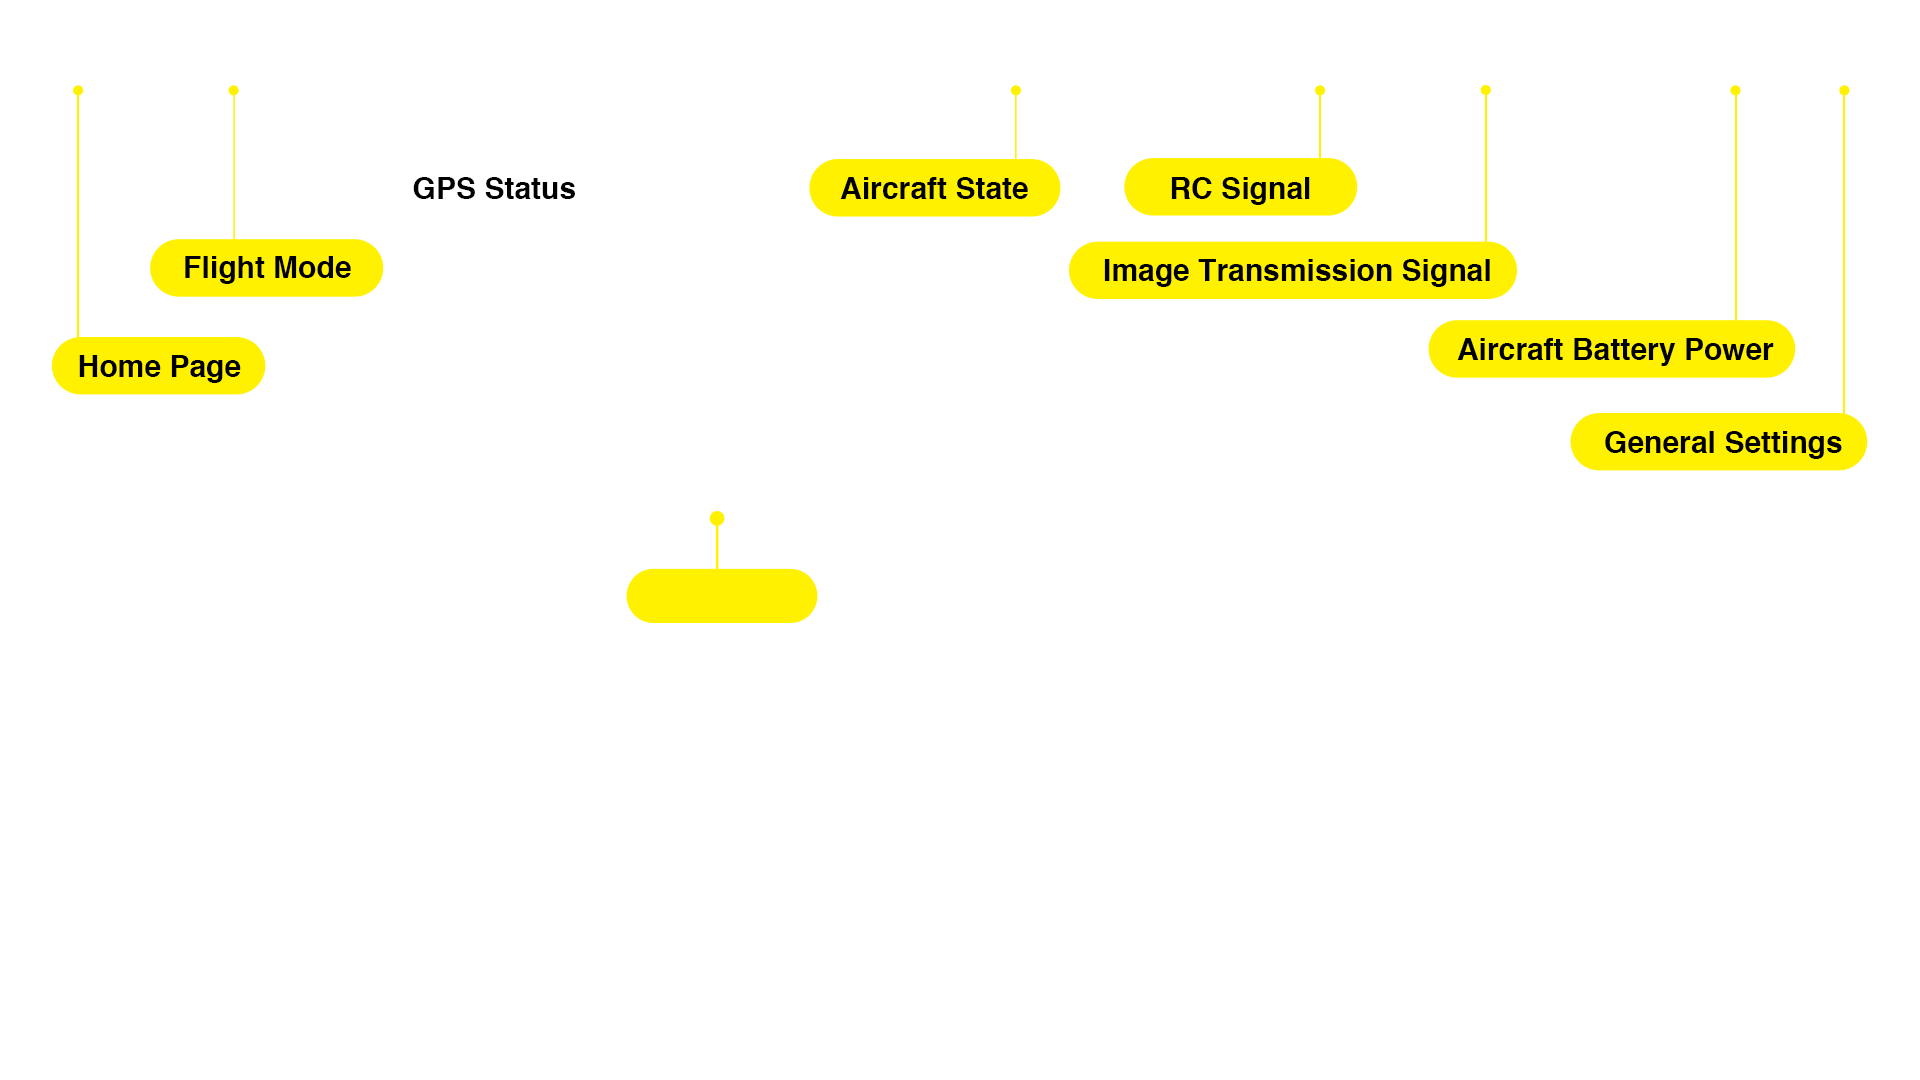 GPS Status
Aircraft State
RC Signal
Flight Mode
Image Transmission Signal
Aircraft Battery Power
Home Page
General Settings